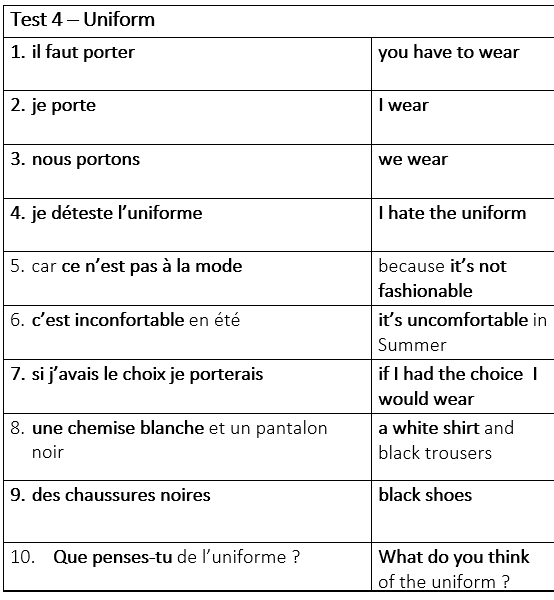 Test 4 – Uniform
1. il faut porter
you have to wear
2. je porte
I wear
3. nous portons
we wear
4. je déteste l’uniforme
I hate the uniform
5. car ce n’est pas à la mode
because it’s not
fashionable
6. c’est inconfortable en été
it’s uncomfortable in
Summer
7. si j’avais le choix je porterais
if I had the choice I
would wear
8. une chemise blanche et un pantalon
noir
a white shirt and
black trousers
9. des chaussures noires
black shoes
10. Que penses-tu de l’uniforme ?
What do you think
of the uniform ?